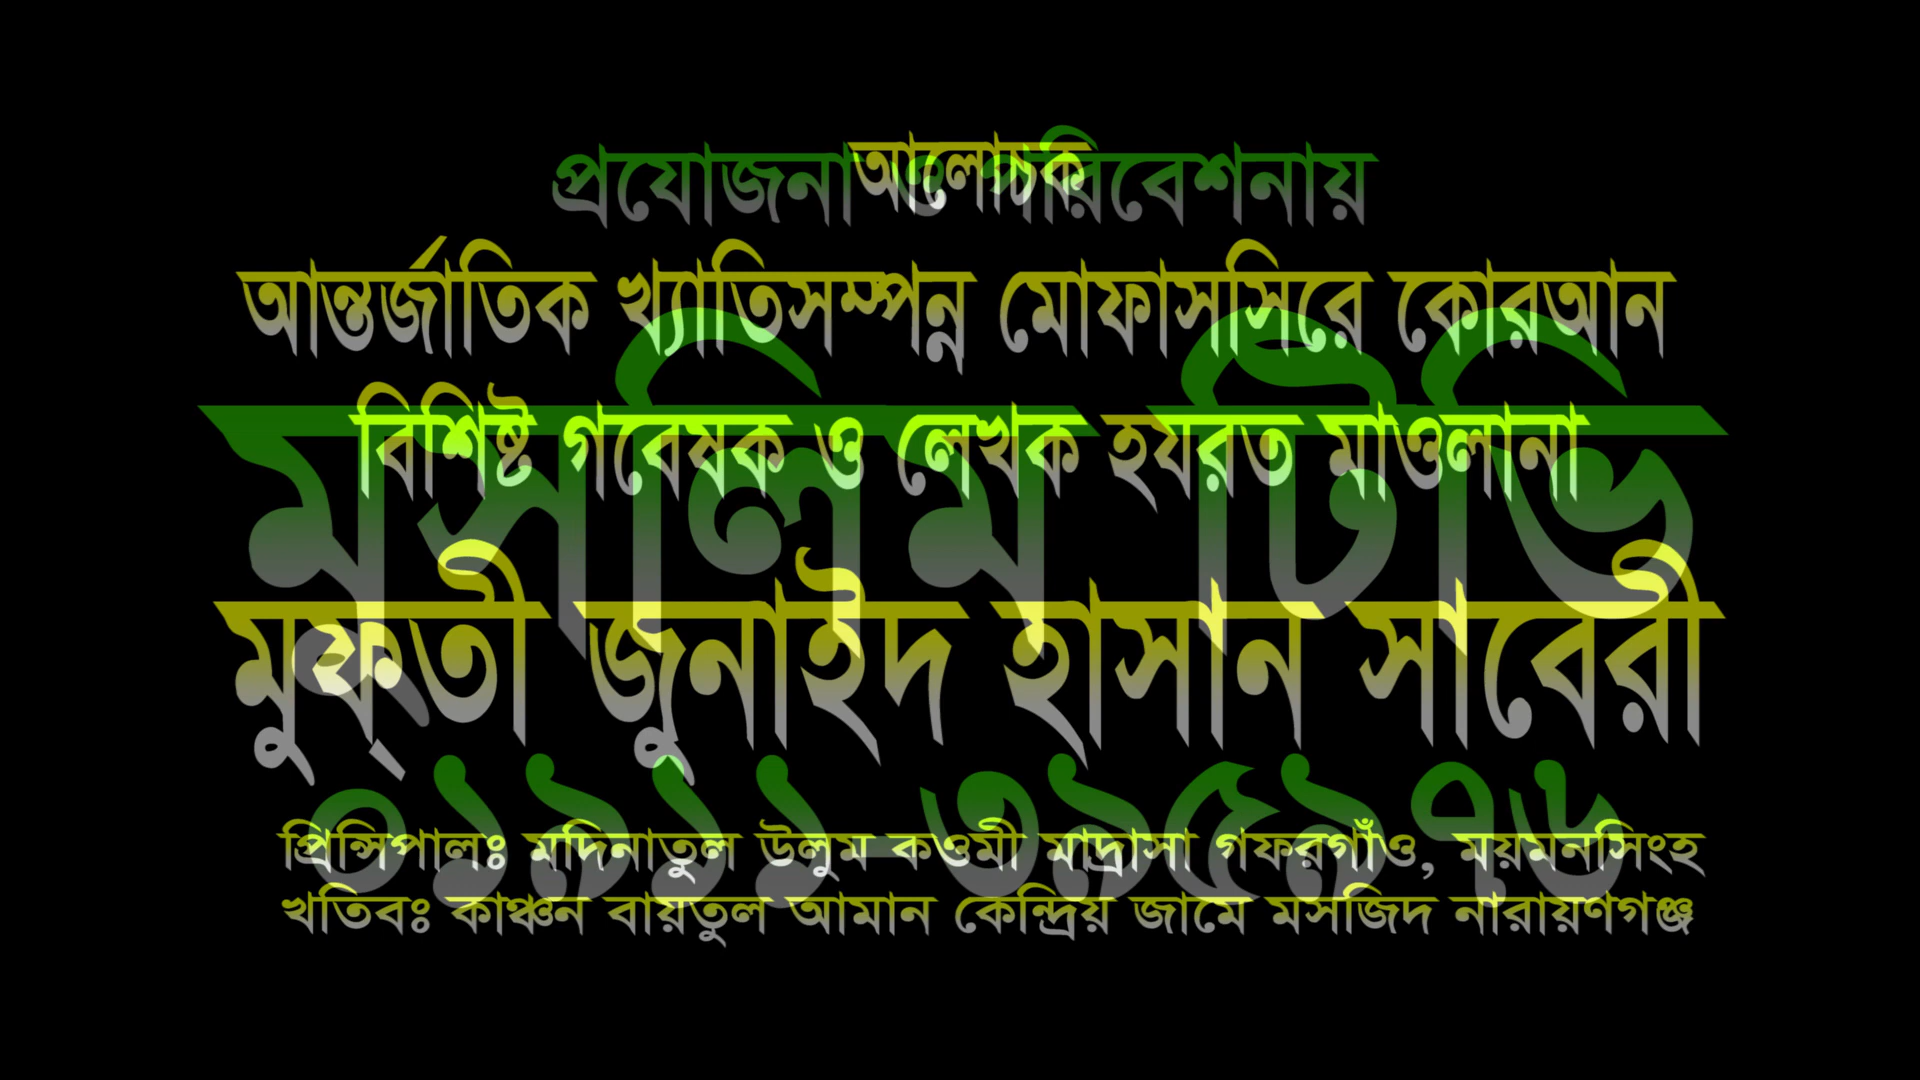 প্রযোজনা ও পরিবেশনায়
আলোচক
আন্তর্জাতিক খ্যাতিসম্পন্ন মোফাসসিরে কোরআন
মুসলিম টিভি
বিশিষ্ট গবেষক ও লেখক হযরত মাওলানা
মুফ্তী জুনাইদ হাসান সাবেরী
০১৯১১-৩৯৫৯৭৬
প্রিন্সিপালঃ মদিনাতুল উলুম কওমী মাদ্রাসা গফরগাঁও, ময়মনসিংহ
খতিবঃ কাঞ্চন বায়তুল আমান কেন্দ্রিয় জামে মসজিদ নারায়ণগঞ্জ